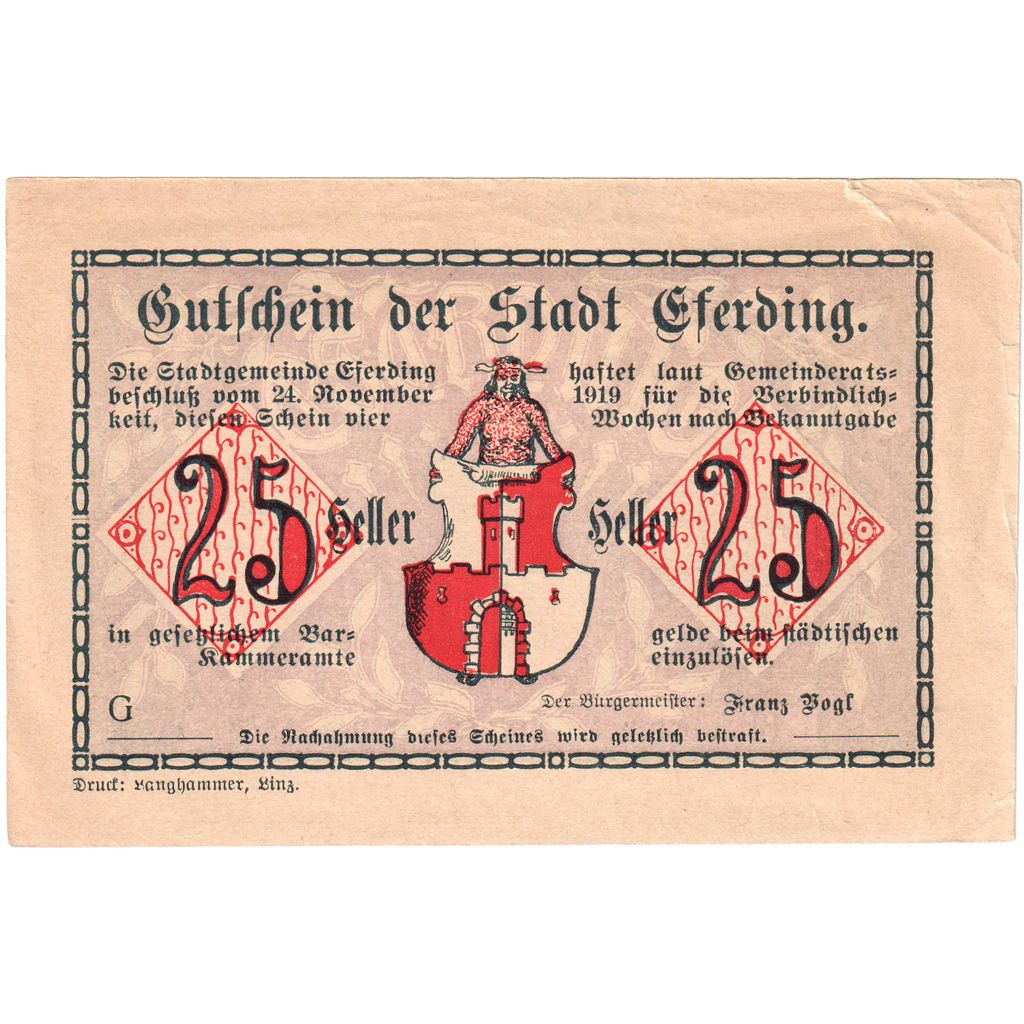 Gutschein der Stadt Eferding.
Die Stadtgemeinde Eferding haftet laut Gemeinderats-
beschluß vom 24. November 1919 für die Verbindlich-
keit, diesen Schein vier Wochen nach Bekanntgabe
25 Heller Heller 25
in gesetzlichem Bar- gelde beim städtischen
Kammeramte einzulösen.
Der Bürgermeister: Franz Vogl
G
Die Nachahmung dieses Scheines wird gesetzlich bestraft.
Druck: Langhammer, Linz.